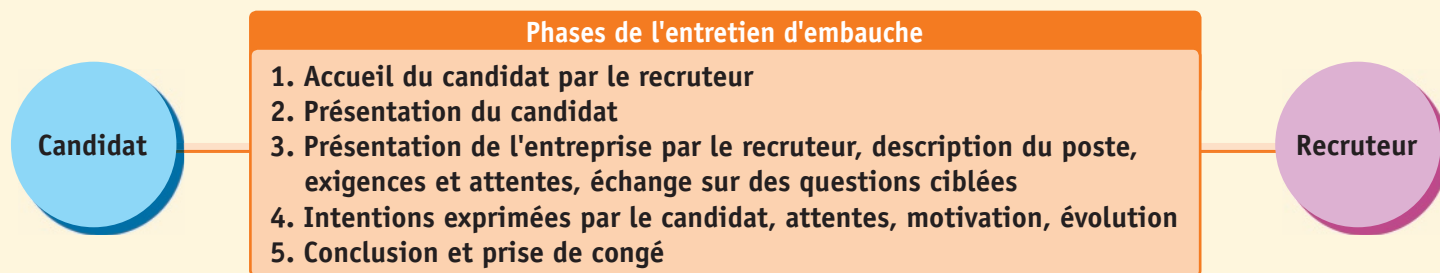 Phases de l'entretien d'embauche
1. Accueil du candidat par le recruteur
2. Présentation du candidat
3. Présentation de l'entreprise par le recruteur, description du poste,
exigences et attentes, échange sur des questions ciblées
4. Intentions exprimées par le candidat, attentes, motivation, évolution
5. Conclusion et prise de congé
Candidat
Recruteur